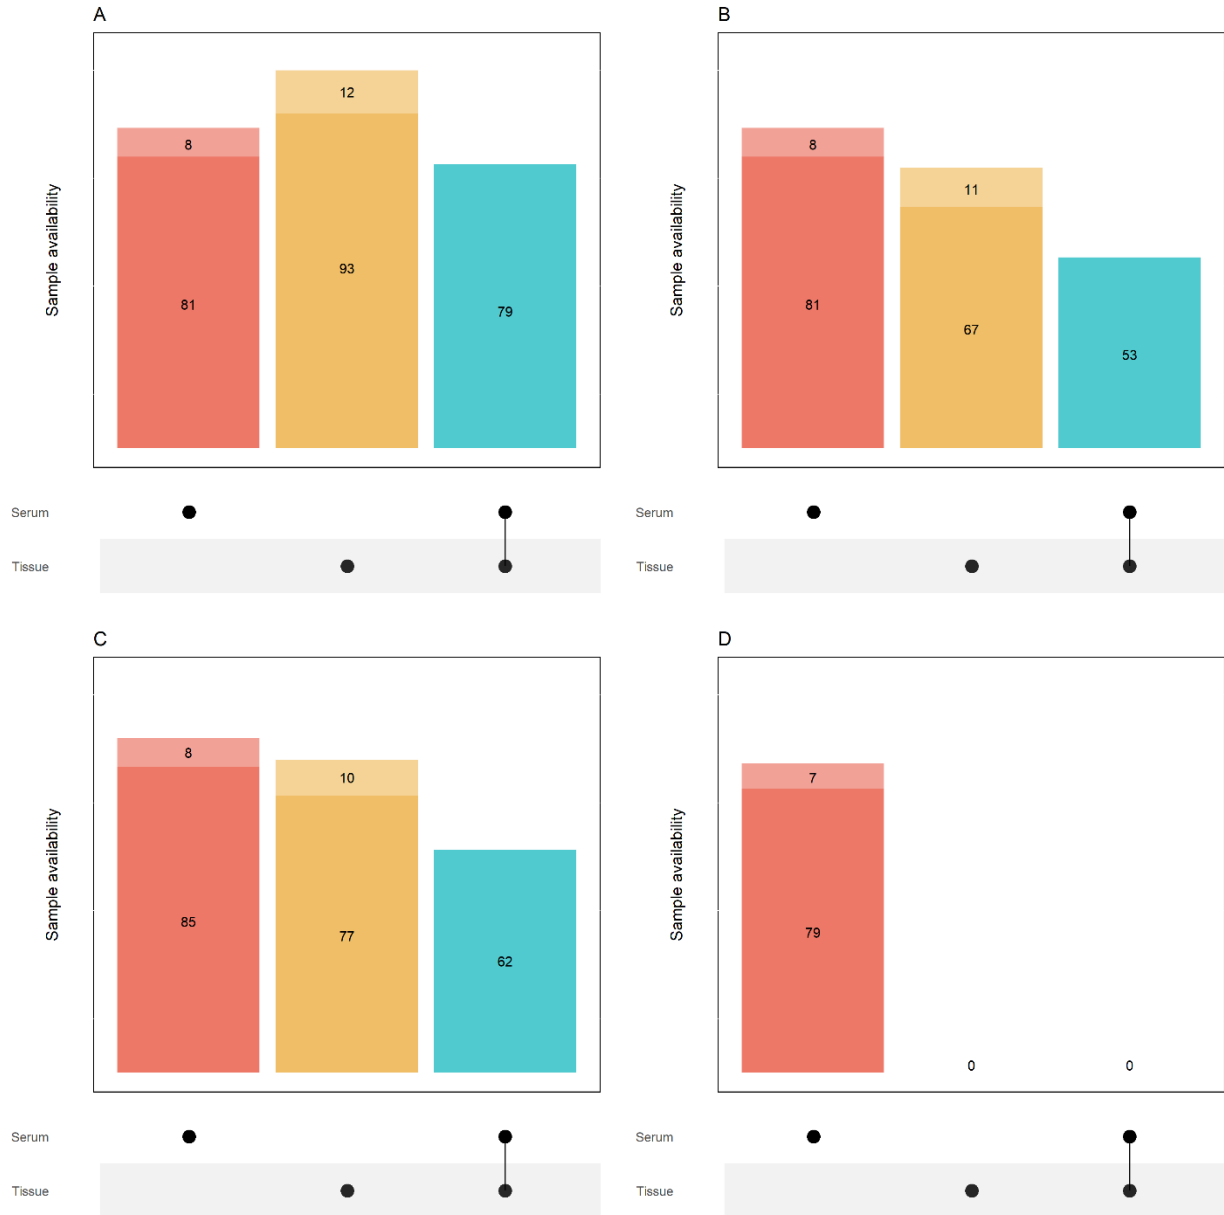 A
Sample availability
8
81
12
93
79
Serum
Tissue
B
Sample availability
8
81
11
67
53
Serum
Tissue
C
Sample availability
8
85
10
77
62
Serum
Tissue
D
Sample availability
7
79
0
0
Serum
Tissue